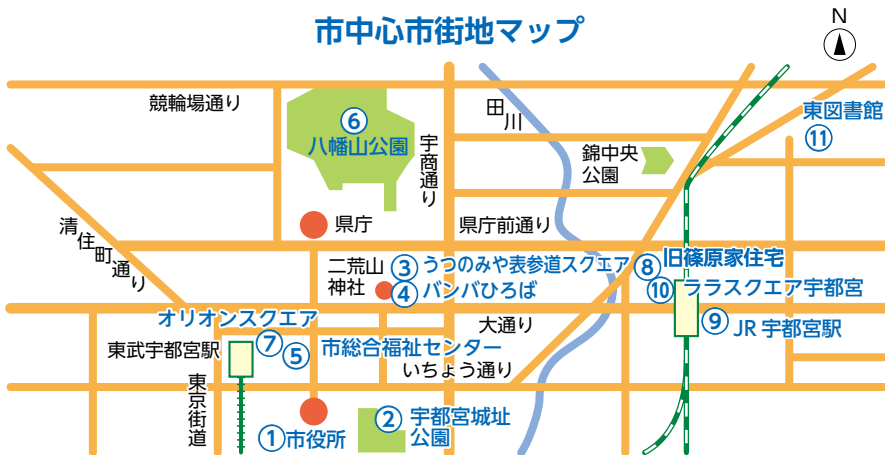 市中心市街地マップ
N
競輪場通り
⑥
八幡山公園
宇商通り
田川
錦中央
公園
東図書館
⑪
清住町通り
県庁
県庁前通り
二荒山
神社
③ うつのみや表参道スクエア
④ バンバひろば
⑧ 旧篠原家住宅
⑩ ララスクエア宇都宮
⑨ JR 宇都宮駅
大通り
オリオンスクエア
⑦
東武宇都宮駅
⑤ 市総合福祉センター
いちょう通り
東京街道
① 市役所
② 宇都宮城址
公園